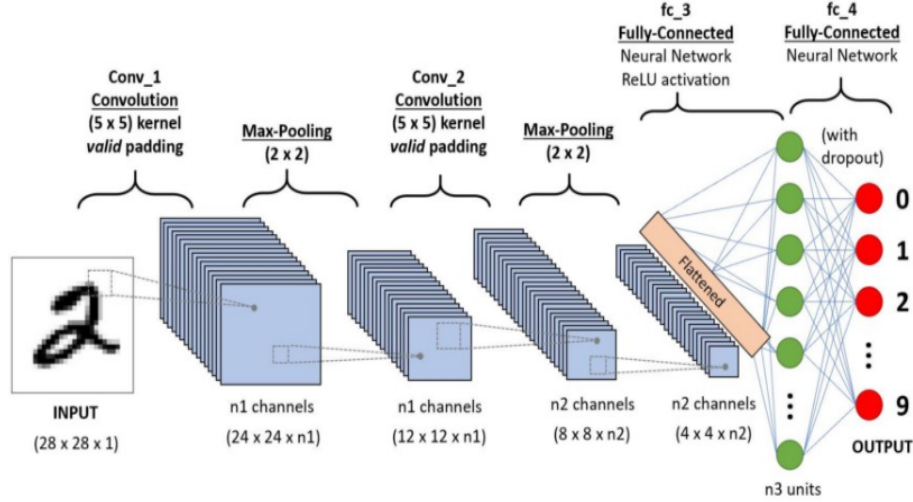 fc_3
Fully-Connected
Neural Network
ReLU activation
fc_4
Fully-Connected
Neural Network
Conv_1
Convolution
(5 x 5) kernel
valid padding
Max-Pooling
(2 x 2)
Conv_2
Convolution
(5 x 5) kernel
valid padding
Max-Pooling
(2 x 2)
(with
dropout)
Flattened
2
0
1
2
9
INPUT
(28 x 28 x 1)
n1 channels
(24 x 24 x n1)
n1 channels
(12 x 12 x n1)
n2 channels
(8 x 8 x n2)
n2 channels
(4 x 4 x n2)
OUTPUT
n3 units